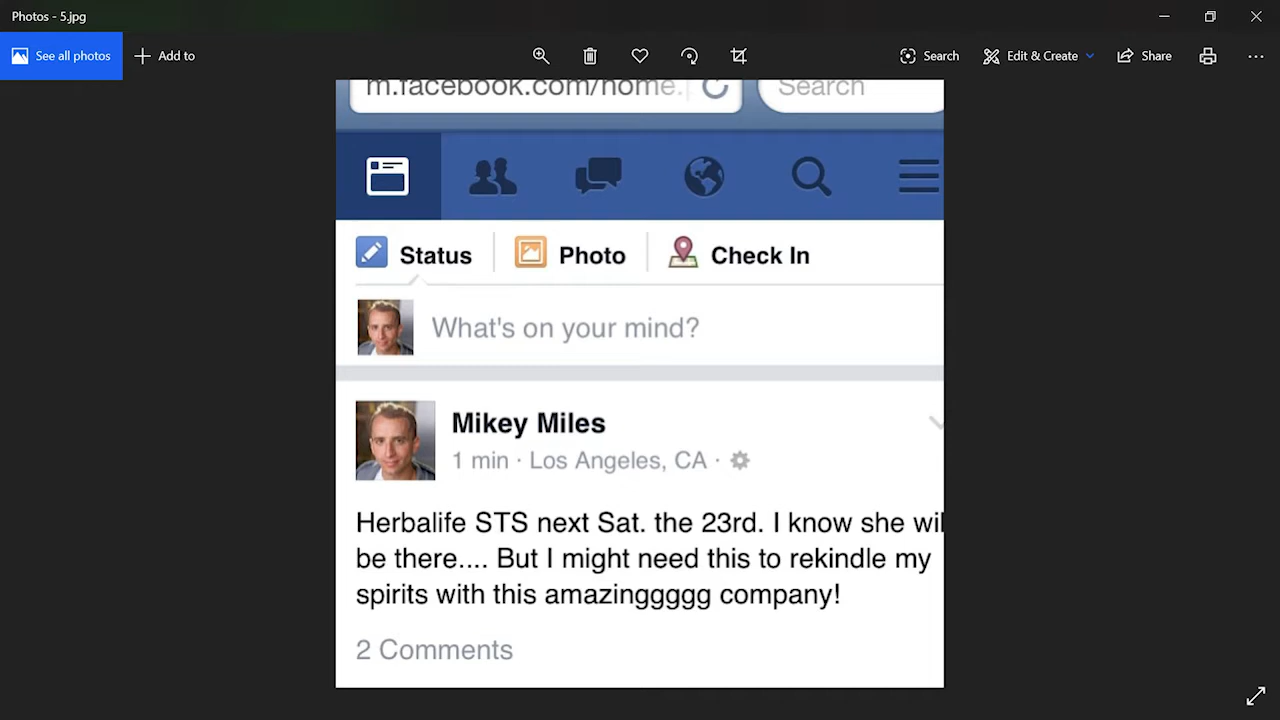 Photos - 5.jpg
See all photos
Add to
Search
Edit & Create
Share
m.facebook.com/home.
Search
Status
Photo
Check In
What's on your mind?
Mikey Miles
1 min · Los Angeles, CA ·
Herbalife STS next Sat. the 23rd. I know she wil
be there.... But I might need this to rekindle my
spirits with this amazinggggg company!
2 Comments